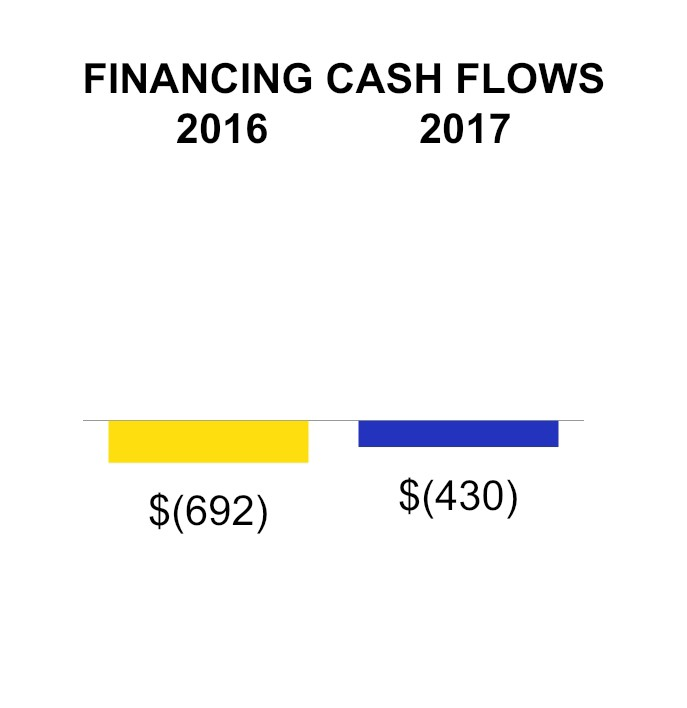 FINANCING CASH FLOWS
2016 2017
$(692)
$(430)